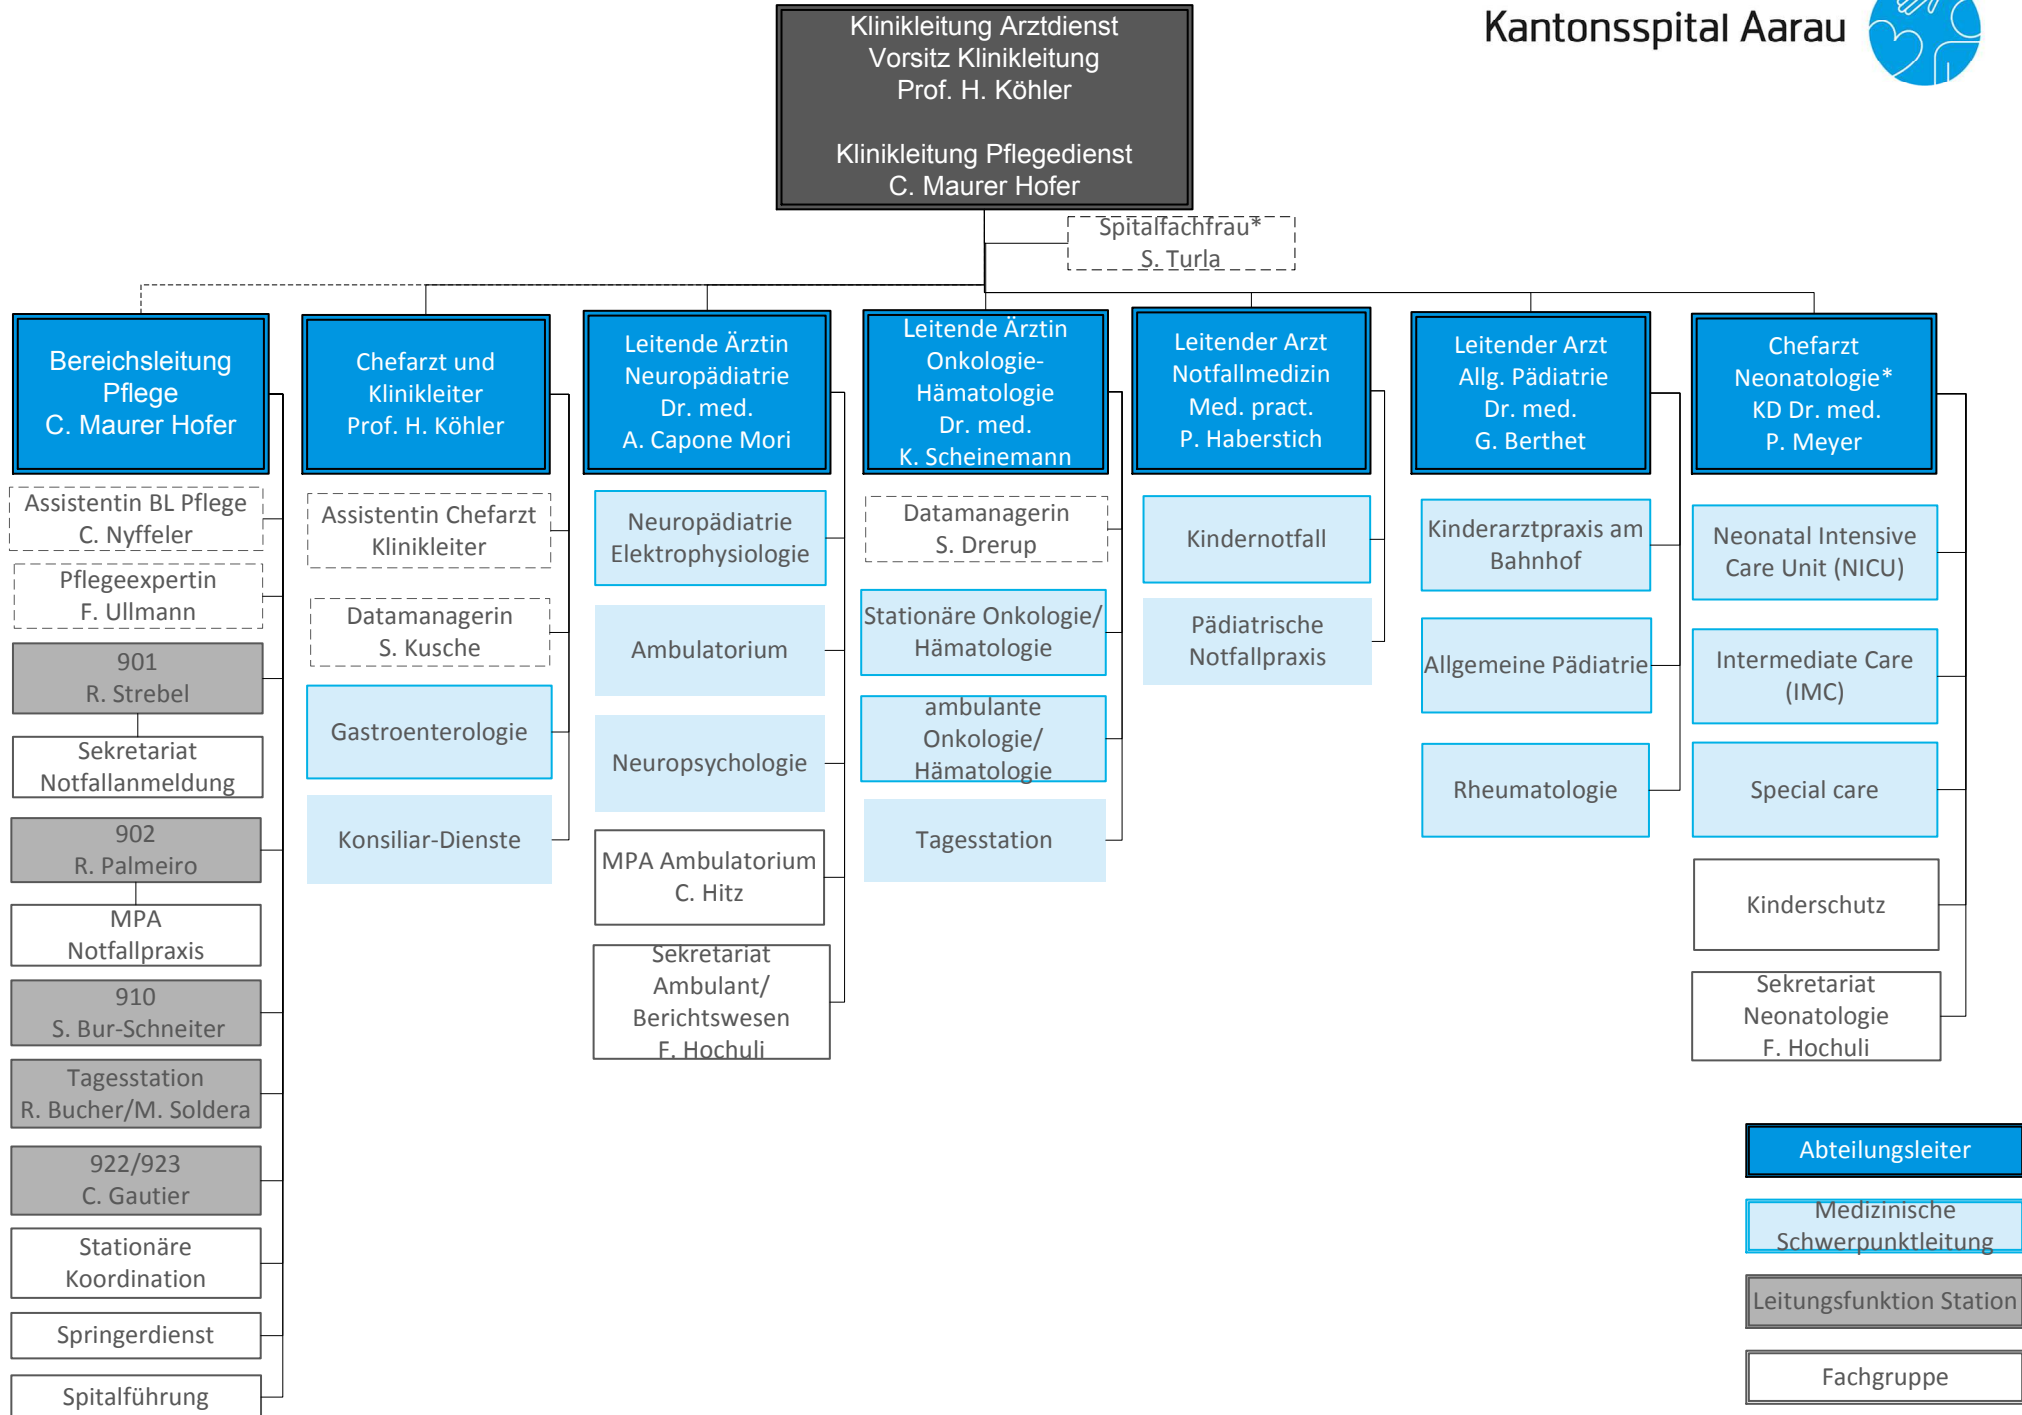 Klinikleitung Arztdienst
Vorsitz Klinikleitung
Prof. H. Köhler
Klinikleitung Pflegedienst
C. Maurer Hofer
Kantonsspital Aarau
Spitalfachfrau*
S. Turla
Bereichsleitung
Pflege
C. Maurer Hofer
Assistentin BL Pflege
C. Nyffeler
Pflegeexpertin
F. Ullmann
901
R. Strebel
Sekretariat
Notfallanmeldung
902
R. Palmeiro
MPA
Notfallpraxis
910
S. Bur-Schneiter
Tagesstation
R. Bucher/M. Soldera
922/923
C. Gautier
Stationäre
Koordination
Springerdienst
Spitalführung
Chefarzt und
Klinikleiter
Prof. H. Köhler
Assistentin Chefarzt
Klinikleiter
Datamanagerin
S. Kusche
Gastroenterologie
Konsiliar-Dienste
Leitende Ärztin
Neuropädiatrie
Dr. med.
A. Capone Mori
Neuropädiatrie
Elektrophysiologie
Ambulatorium
Neuropsychologie
MPA Ambulatorium
C. Hitz
Sekretariat
Ambulant/
Berichtswesen
F. Hochuli
Leitende Ärztin
Onkologie-
Hämatologie
Dr. med.
K. Scheinemann
Datamanagerin
S. Drerup
Stationäre Onkologie/
Hämatologie
ambulante
Onkologie/
Hämatologie
Tagesstation
Leitender Arzt
Notfallmedizin
Med. pract.
P. Haberstich
Kindernotfall
Pädiatrische
Notfallpraxis
Leitender Arzt
Allg. Pädiatrie
Dr. med.
G. Berthet
Kinderarztpraxis am
Bahnhof
Allgemeine Pädiatrie
Rheumatologie
Chefarzt
Neonatologie*
KD Dr. med.
P. Meyer
Neonatal Intensive
Care Unit (NICU)
Intermediate Care
(IMC)
Special care
Kinderschutz
Sekretariat
Neonatologie
F. Hochuli
Abteilungsleiter
Medizinische
Schwerpunktleitung
Leitungsfunktion Station
Fachgruppe